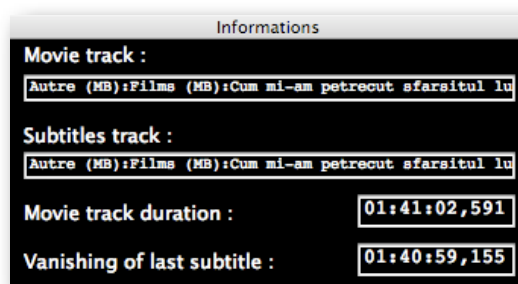 Informations
Movie track :
Autre (MB):Films (MB):Cum mi-am petrecut sfarsitul lu
Subtitles track :
Autre (MB):Films (MB):Cum mi-am petrecut sfarsitul lu
Movie track duration : 01:41:02,591
Vanishing of last subtitle : 01:40:59,155